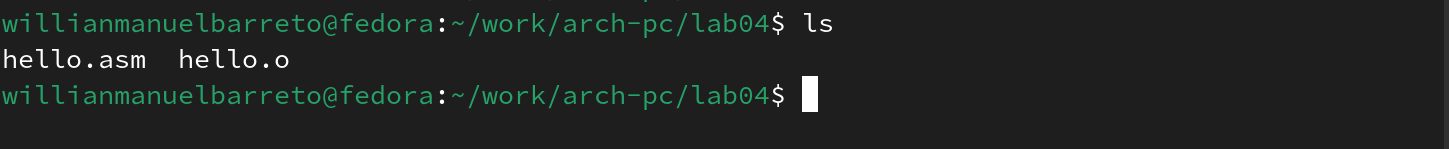 willianmanuelbarreto@fedora:~/work/arch-pc/lab04$ ls
hello.asm  hello.o
willianmanuelbarreto@fedora:~/work/arch-pc/lab04$